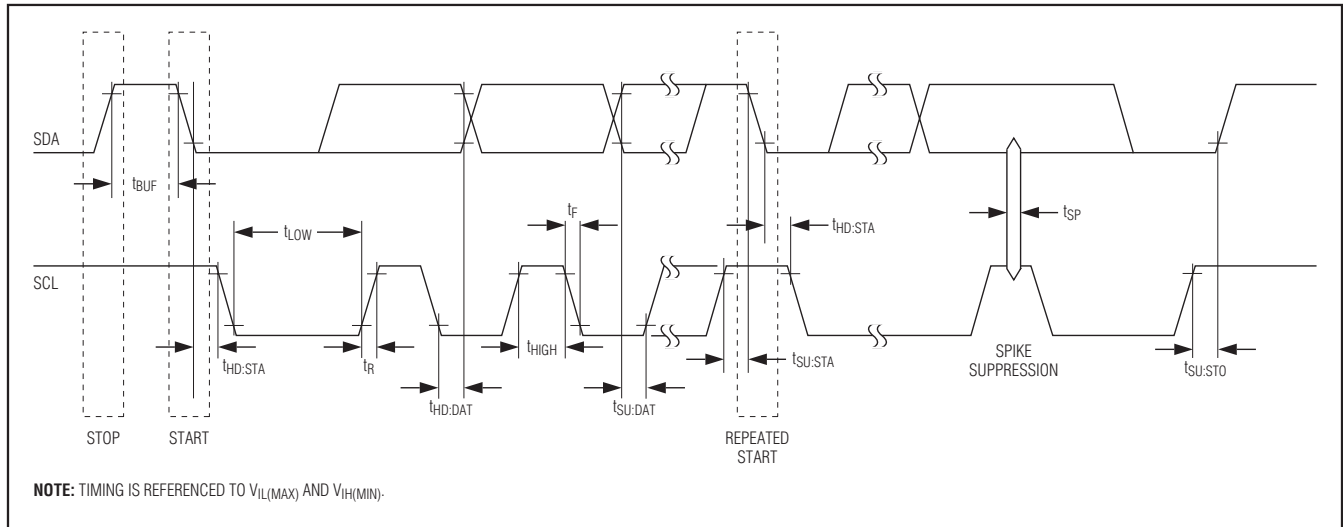 SDA
tBUF
tLOW
tF
tHD:STA
tSP
SCL
tHD:STA
tR
tHD:DAT
tHIGH
tSU:DAT
tSU:STA
SPIKE
SUPPRESSION
tSU:STO
STOP
START
REPEATED
START
NOTE: TIMING IS REFERENCED TO VIL(MAX) AND VIH(MIN).